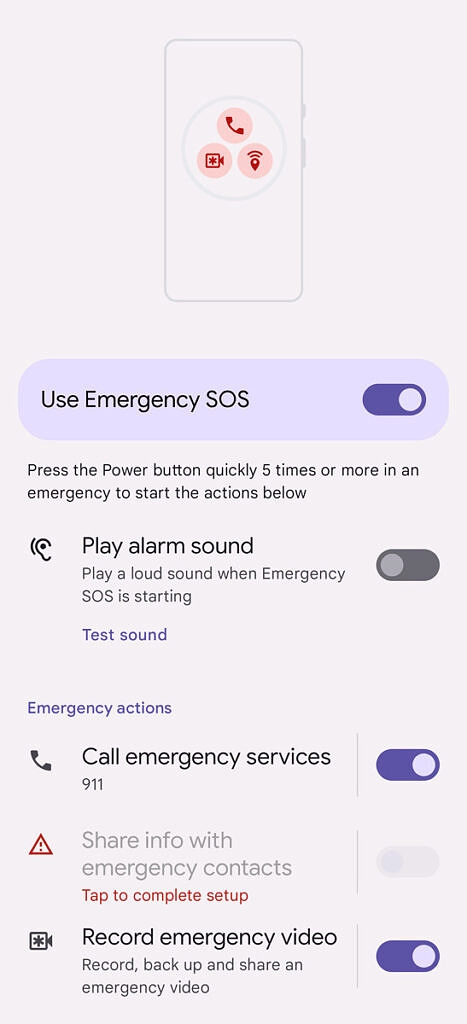 Use Emergency SOS
Press the Power button quickly 5 times or more in an
emergency to start the actions below
Play alarm sound
Play a loud sound when Emergency
SOS is starting
Test sound
Emergency actions
Call emergency services
911
Share info with
emergency contacts
Tap to complete setup
Record emergency video
Record, back up and share an
emergency video